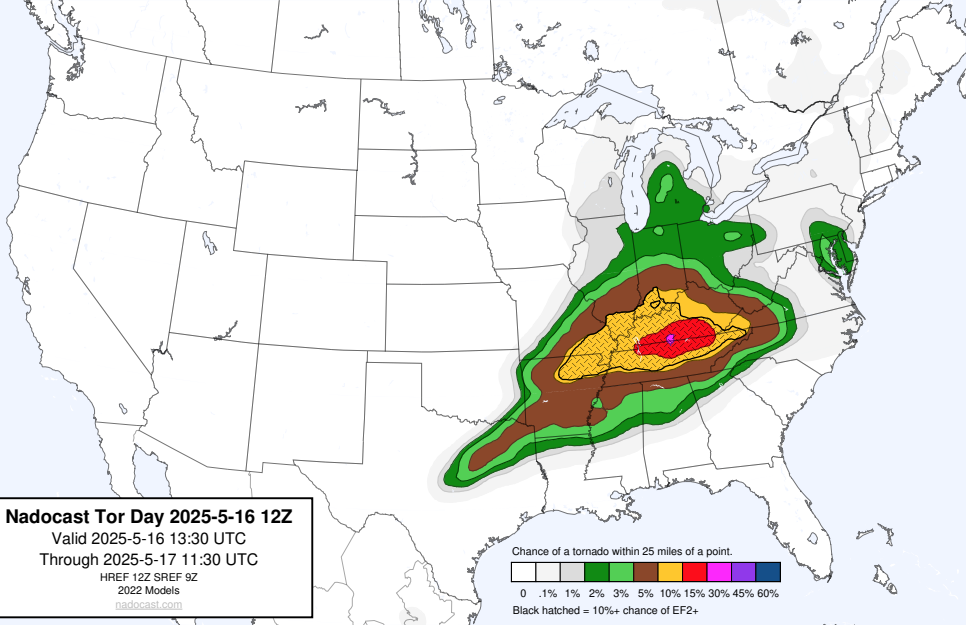 Nadocast Tor Day 2025-5-16 12Z
Valid 2025-5-16 13:30 UTC
Through 2025-5-17 11:30 UTC
HREF 12Z SREF 9Z
2022 Models
nadocast.com
Chance of a tornado within 25 miles of a point.
0 .1% 1% 2% 3% 5% 10% 15% 30% 45% 60%
Black hatched = 10%+ chance of EF2+